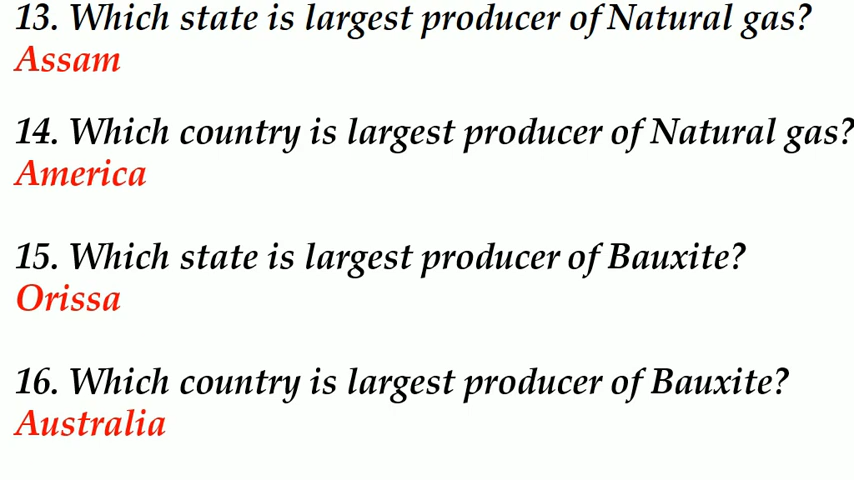 13. Which state is largest producer of Natural gas?
Assam
14. Which country is largest producer of Natural gas?
America
15. Which state is largest producer of Bauxite?
Orissa
16. Which country is largest producer of Bauxite?
Australia